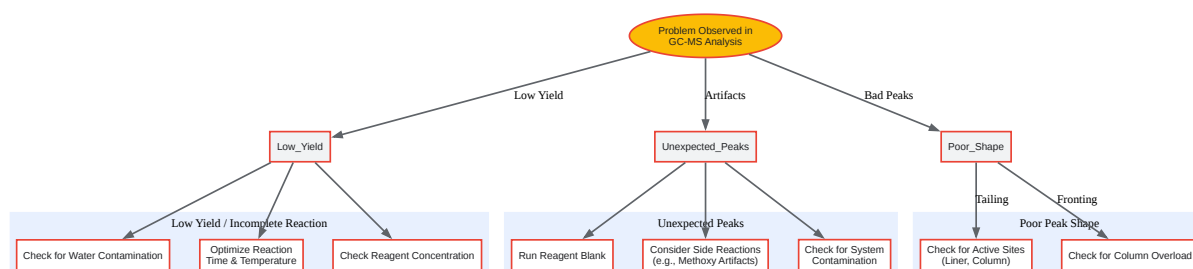 Problem Observed in
GC-MS Analysis
Low Yield
Artifacts
Bad Peaks
Low_Yield
Unexpected_Peaks
Poor_Shape
Tailing
Fronting
Low Yield / Incomplete Reaction
Unexpected Peaks
Poor Peak Shape
Check for Water Contamination
Optimize Reaction
Time & Temperature
Check Reagent Concentration
Run Reagent Blank
Consider Side Reactions
(e.g., Methoxy Artifacts)
Check for System
Contamination
Check for Active Sites
(Liner, Column)
Check for Column Overload